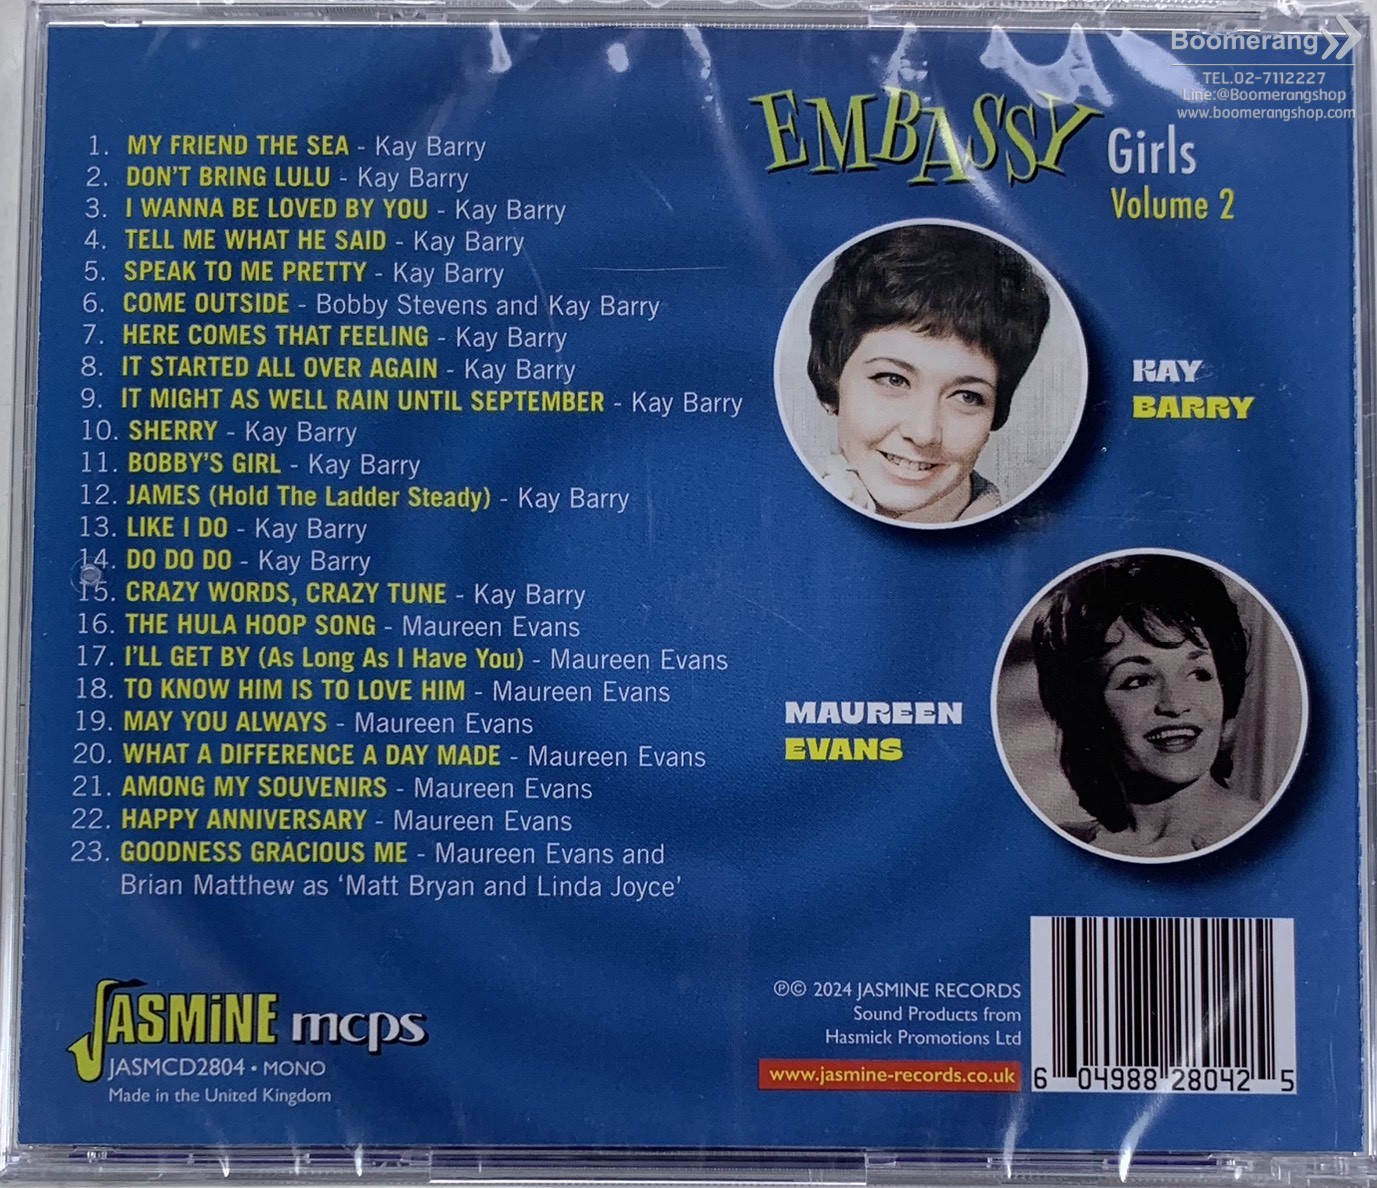 Boomerang
TEL.02-7112227
Line:@Boomerangshop
www.boomerangshop.com
EMBASSY
Girls
Volume 2
1. MY FRIEND THE SEA - Kay Barry
2. DON'T BRING LULU - Kay Barry
3. I WANNA BE LOVED BY YOU - Kay Barry
4. TELL ME WHAT HE SAID - Kay Barry
5. SPEAK TO ME PRETTY - Kay Barry
6. COME OUTSIDE - Bobby Stevens and Kay Barry
7. HERE COMES THAT FEELING - Kay Barry
8. IT STARTED ALL OVER AGAIN - Kay Barry
9. IT MIGHT AS WELL RAIN UNTIL SEPTEMBER - Kay Barry
10. SHERRY - Kay Barry
11. BOBBY'S GIRL - Kay Barry
12. JAMES (Hold The Ladder Steady) - Kay Barry
13. LIKE I DO - Kay Barry
14. DO DO DO - Kay Barry
15. CRAZY WORDS, CRAZY TUNE - Kay Barry
16. THE HULA HOOP SONG - Maureen Evans
17. I'LL GET BY (As Long As I Have You) - Maureen Evans
18. TO KNOW HIM IS TO LOVE HIM - Maureen Evans
19. MAY YOU ALWAYS - Maureen Evans
20. WHAT A DIFFERENCE A DAY MADE - Maureen Evans
21. AMONG MY SOUVENIRS - Maureen Evans
22. HAPPY ANNIVERSARY - Maureen Evans
23. GOODNESS GRACIOUS ME - Maureen Evans and
Brian Matthew as 'Matt Bryan and Linda Joyce'
KAY
BARRY
MAUREEN
EVANS
JASMiNE mcps
JASMCD2804 • MONO
Made in the United Kingdom
℗© 2024 JASMINE RECORDS
Sound Products from
Hasmick Promotions Ltd
www.jasmine-records.co.uk
6 04988 28042 5